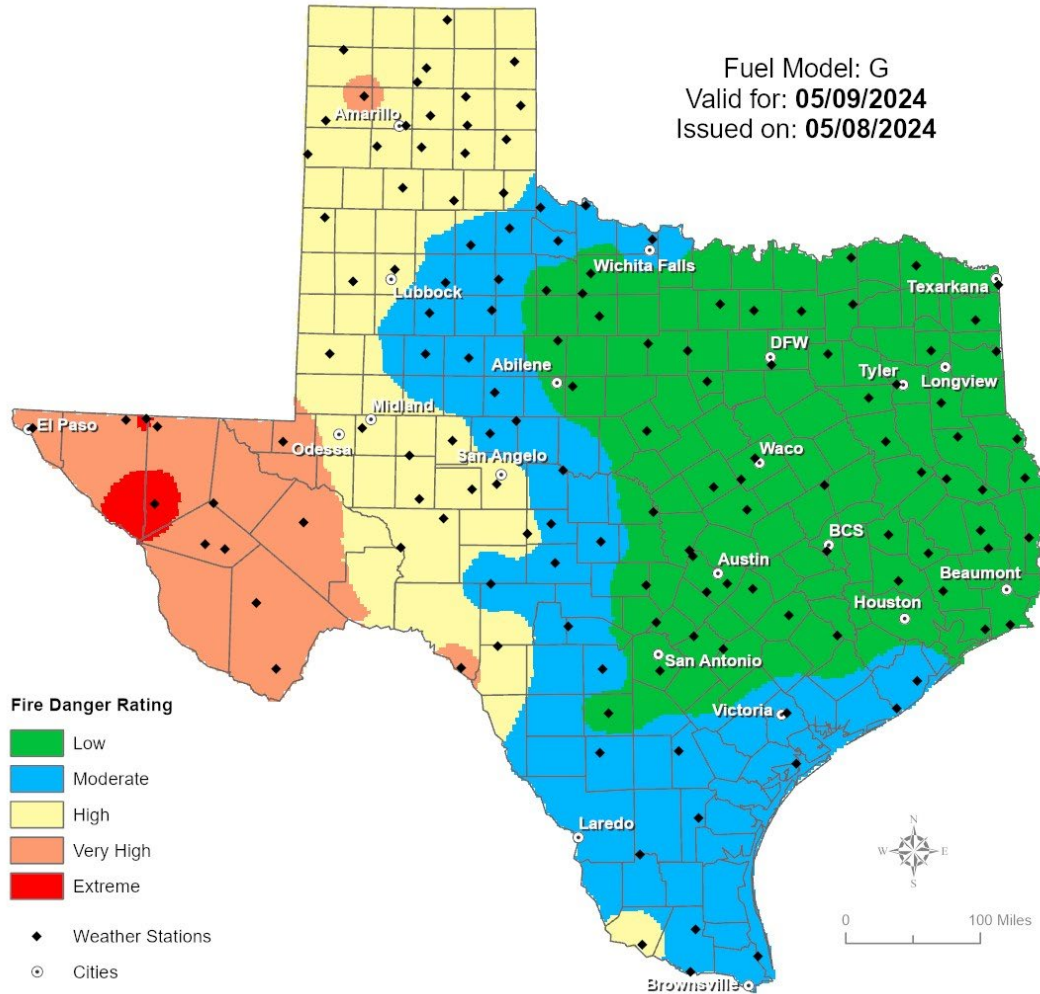 Fuel Model: G
Valid for: 05/09/2024
Issued on: 05/08/2024
Amarillo
Wichita Falls
Lubbock
Texarkana
DFW
Abilene
Tyler
Longview
Midland
El Paso
Odessa
San Angelo
Waco
BCS
Austin
Beaumont
Houston
San Antonio
Victoria
Fire Danger Rating
Low
Moderate
High
Very High
Extreme
Weather Stations
Cities
Laredo
Brownsville
N
W E
S
0 100 Miles